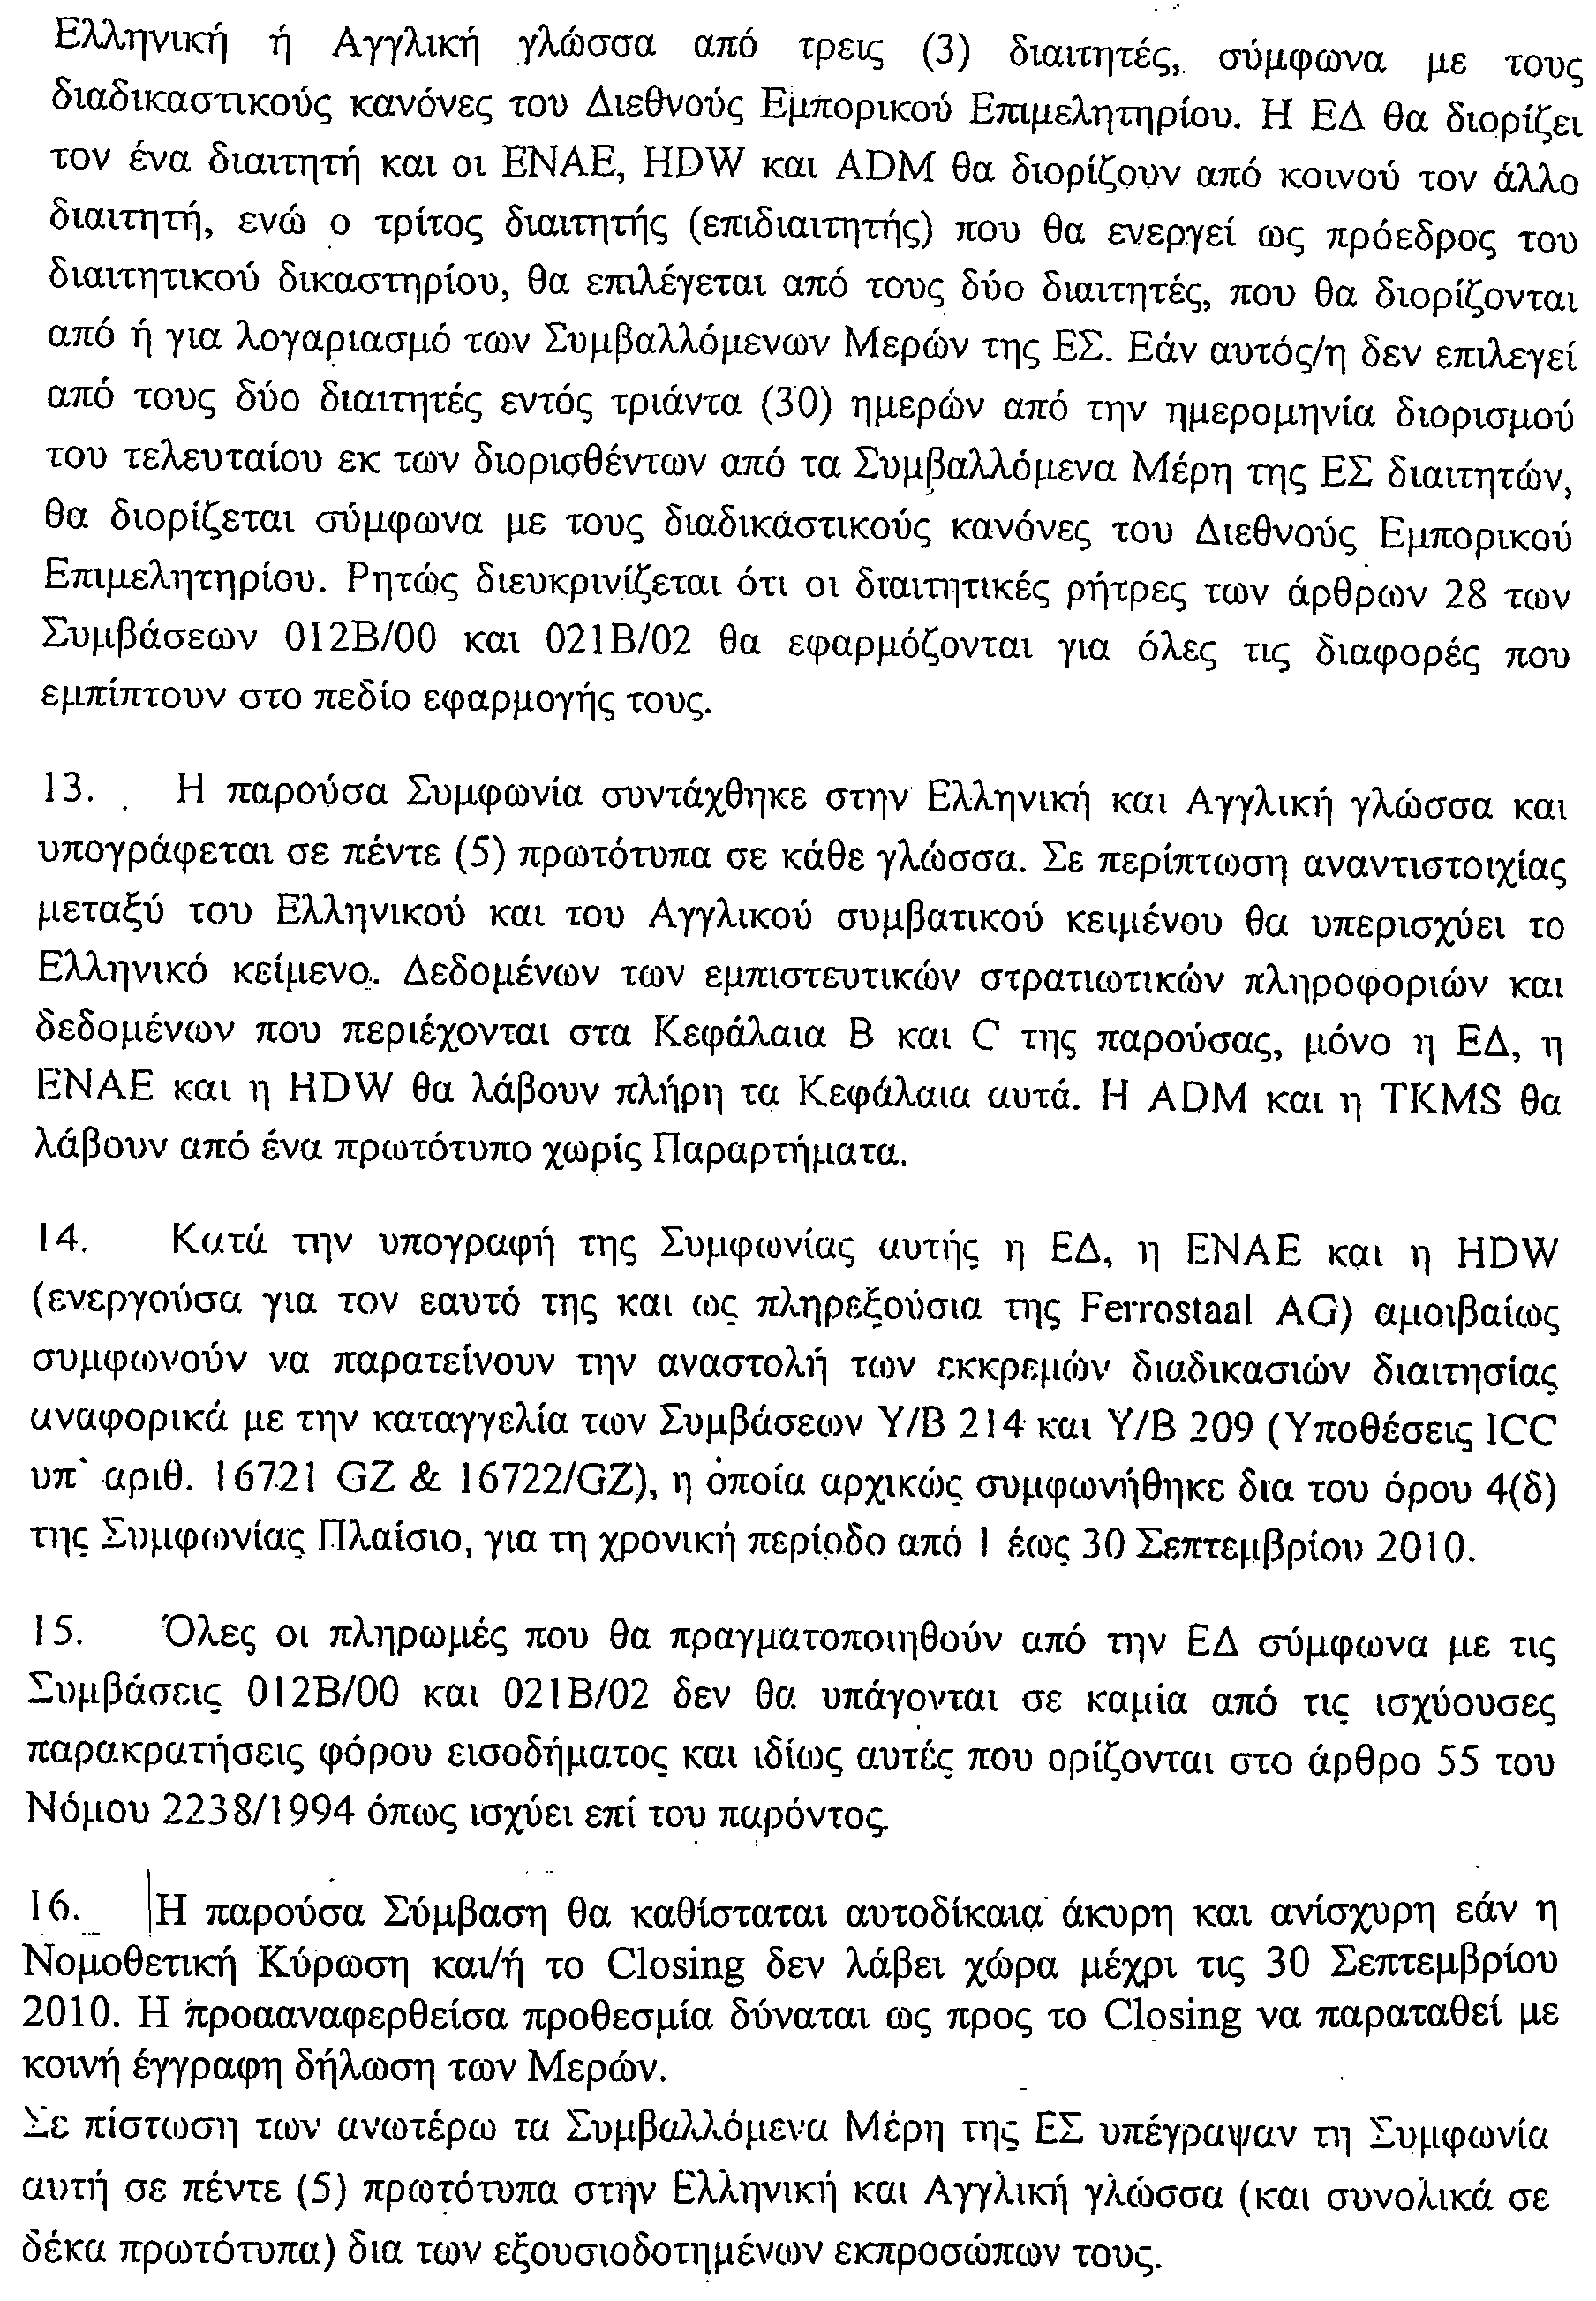 Ελληνική ή Αγγλική γλώσσα από τρεις (3) διαιτητές, σύμφωνα με τους
διαδικαστικούς κανόνες του Διεθνούς Εμπορικού Επιμελητηρίου. Η ΕΔ θα διορίζει
τον ένα διαιτητή και οι ΕΝΑΕ, HDW και ADM θα διορίζουν από κοινού τον άλλο
διαιτητή, ενώ ο τρίτος διαιτητής (επιδιαιτητής) που θα ενεργεί ως πρόεδρος του
διαιτητικού δικαστηρίου, θα επιλέγεται από τους δύο διαιτητές, που θα διορίζονται
από ή για λογαριασμό των Συμβαλλόμενων Μερών της ΕΣ. Εάν αυτός/η δεν επιλεγεί
από τους δύο διαιτητές εντός τριάντα (30) ημερών από την ημερομηνία διορισμού
του τελευταίου εκ των διορισθέντων από τα Συμβαλλόμενα Μέρη της ΕΣ διαιτητών,
θα διορίζεται σύμφωνα με τους διαδικαστικούς κανόνες του Διεθνούς Εμπορικού
Επιμελητηρίου. Ρητώς διευκρινίζεται ότι οι διαιτητικές ρήτρες των άρθρων 28 των
Συμβάσεων 012Β/00 και 021Β/02 θα εφαρμόζονται για όλες τις διαφορές που
εμπίπτουν στο πεδίο εφαρμογής τους.
13. Η παρούσα Συμφωνία συντάχθηκε στην Ελληνική και Αγγλική γλώσσα και
υπογράφεται σε πέντε (5) πρωτότυπα σε κάθε γλώσσα. Σε περίπτωση αναντιστοιχίας
μεταξύ του Ελληνικού και του Αγγλικού συμβατικού κειμένου θα υπερισχύει το
Ελληνικό κείμενο. Δεδομένων των εμπιστευτικών στρατιωτικών πληροφοριών και
δεδομένων που περιέχονται στα Κεφάλαια Β και C της παρούσας, μόνο η ΕΔ, η
ΕΝΑΕ και η HDW θα λάβουν πλήρη τα Κεφάλαια αυτά. Η ADM και η TKMS θα
λάβουν από ένα πρωτότυπο χωρίς Παραρτήματα.
14. Κατά την υπογραφή της Συμφωνίας αυτής η ΕΔ, η ΕΝΑΕ και η HDW
(ενεργούσα για τον εαυτό της και ως πληρεξούσια της Ferrostaal AG) αμοιβαίως
συμφωνούν να παρατείνουν την αναστολή των εκκρεμών διαδικασιών διαιτησίας
αναφορικά με την καταγγελία των Συμβάσεων Υ/Β 214 και Υ/Β 209 (Υποθέσεις ICC
υπ' αριθ. 16721 GZ & 16722/GZ), η οποία αρχικώς συμφωνήθηκε δια του όρου 4(δ)
της Συμφωνίας Πλαίσιο, για τη χρονική περίοδο από 1 έως 30 Σεπτεμβρίου 2010.
15. Όλες οι πληρωμές που θα πραγματοποιηθούν από την ΕΔ σύμφωνα με τις
Συμβάσεις 012Β/00 και 021Β/02 δεν θα υπάγονται σε καμία από τις ισχύουσες
παρακρατήσεις φόρου εισοδήματος και ιδίως αυτές που ορίζονται στο άρθρο 55 του
Νόμου 2238/1994 όπως ισχύει επί του παρόντος.
16. Η παρούσα Σύμβαση θα καθίσταται αυτοδίκαια άκυρη και ανίσχυρη εάν η
Νομοθετική Κύρωση και/ή το Closing δεν λάβει χώρα μέχρι τις 30 Σεπτεμβρίου
2010. Η προααναφερθείσα προθεσμία δύναται ως προς το Closing να παραταθεί με
κοινή έγγραφη δήλωση των Μερών.
Σε πίστωση των ανωτέρω τα Συμβαλλόμενα Μέρη της ΕΣ υπέγραψαν τη Συμφωνία
αυτή σε πέντε (5) πρωτότυπα στην Ελληνική και Αγγλική γλώσσα (και συνολικά σε
δέκα πρωτότυπα) δια των εξουσιοδοτημένων εκπροσώπων τους.